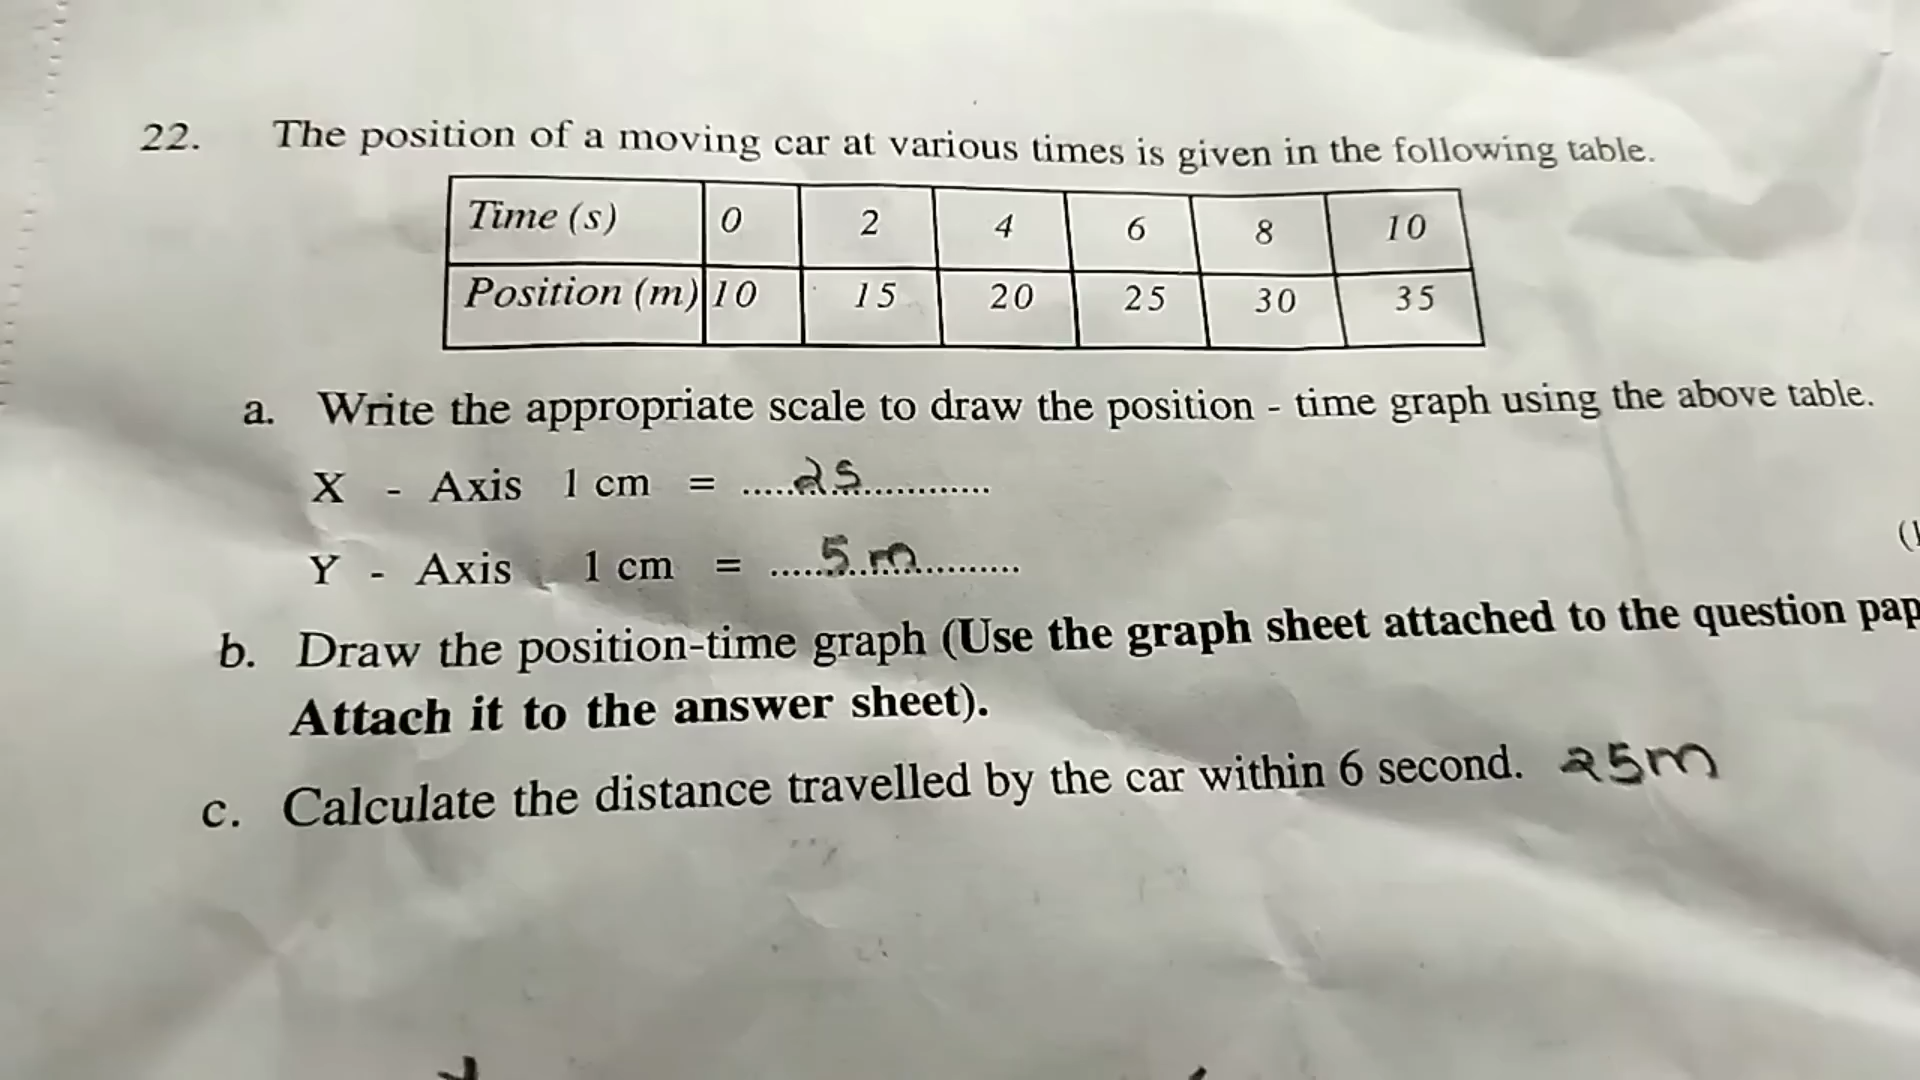 22. The position of a moving car at various times is given in the following table.
Time (s) 0 2 4 6 8 10
Position (m) 10 15 20 25 30 35
a. Write the appropriate scale to draw the position - time graph using the above table.
X - Axis 1 cm = ......2s..............
Y - Axis 1 cm = .....5 m..............
b. Draw the position-time graph (Use the graph sheet attached to the question pap
Attach it to the answer sheet).
c. Calculate the distance travelled by the car within 6 second. 25m